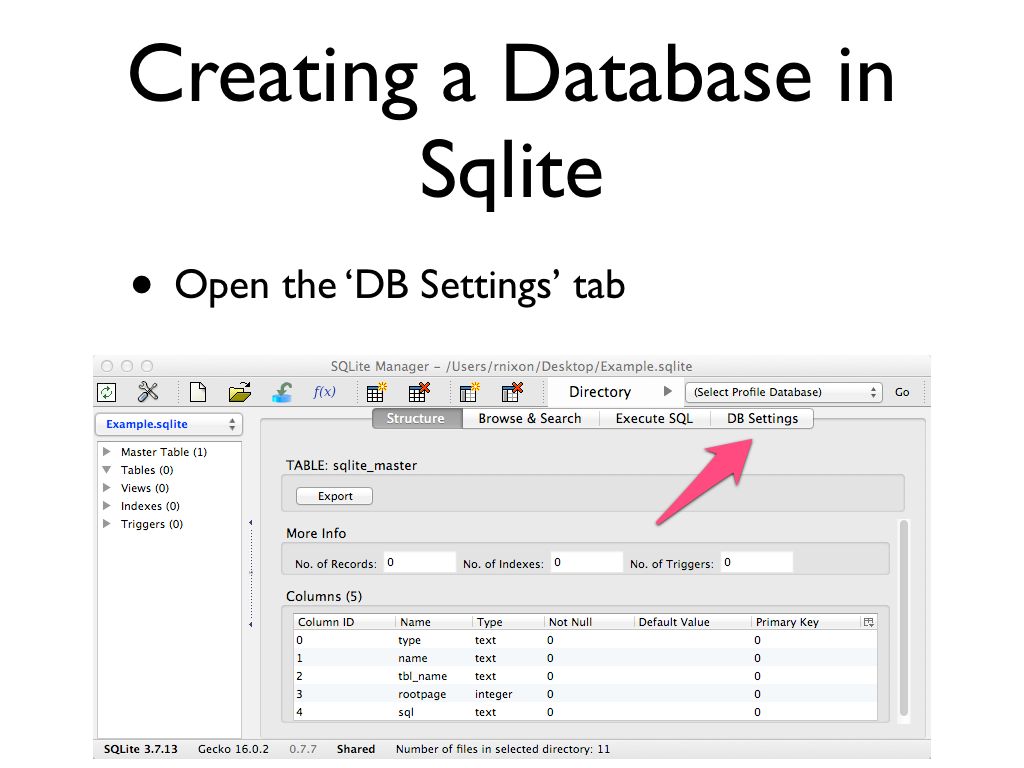 Creating a Database in
Sqlite
• Open the ‘DB Settings’ tab
SQLite Manager – /Users/rnixon/Desktop/Example.sqlite
f(x) Directory (Select Profile Database) Go
Example.sqlite
Structure Browse & Search Execute SQL DB Settings
Master Table (1)
Tables (0)
Views (0)
Indexes (0)
Triggers (0)
TABLE: sqlite_master
Export
More Info
No. of Records: 0 No. of Indexes: 0 No. of Triggers: 0
Columns (5)
Column ID Name Type Not Null Default Value Primary Key
0 type text 0 0
1 name text 0 0
2 tbl_name text 0 0
3 rootpage integer 0 0
4 sql text 0 0
SQLite 3.7.13 Gecko 16.0.2 0.7.7 Shared Number of files in selected directory: 11